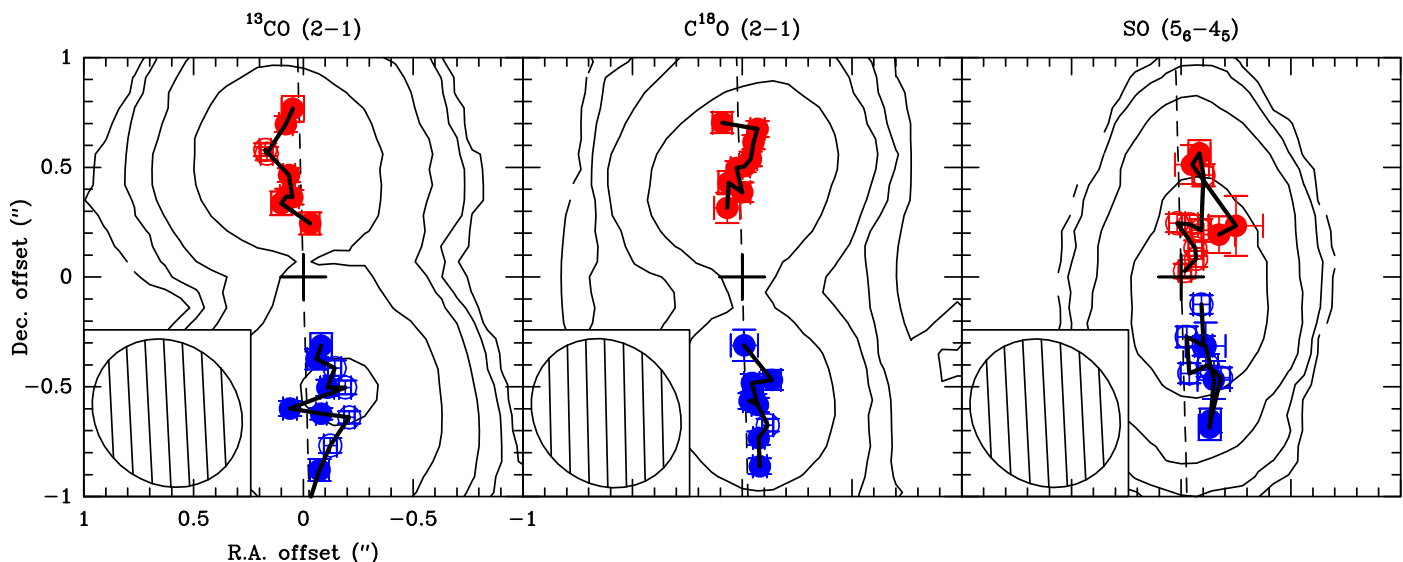 ¹³CO (2−1) C¹⁸O (2−1) SO (5₆−4₅)
1
0.5
0
−0.5
−1
Dec. offset (")
1 0.5 0 −0.5 −1
R.A. offset (")